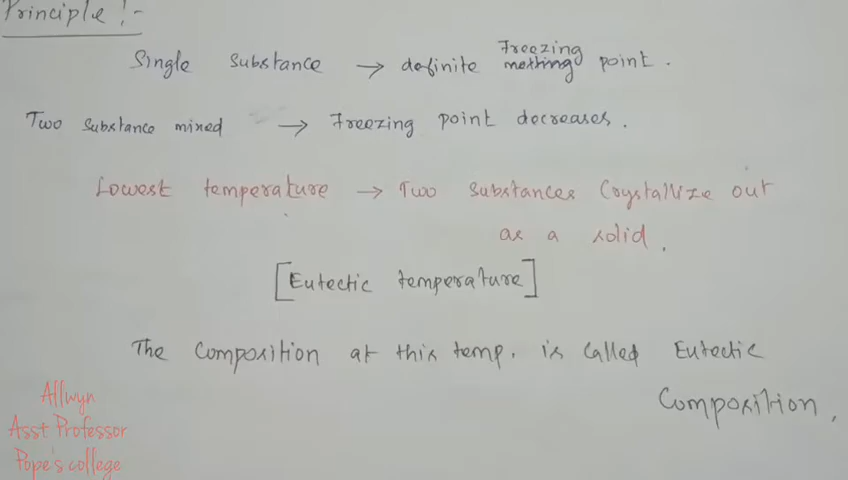 Principle :-
Single substance → definite Freezing melting point.
Two substance mixed → Freezing point decreases.
Lowest temperature → Two substances Crystallize out
as a solid.
[Eutectic temperature]
The Composition at this temp. is called Eutectic
Composition.
Allwyn
Asst Professor
Pope's college